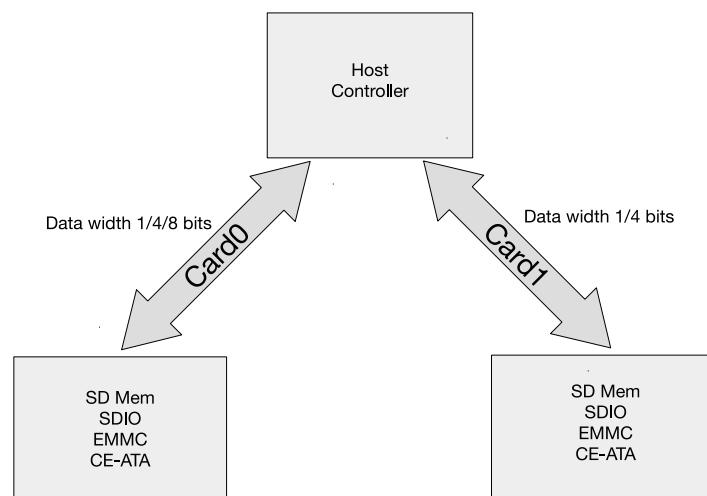 Host
Controller
Data width 1/4/8 bits
Card0
Data width 1/4 bits
Card1
SD Mem
SDIO
EMMC
CE-ATA
SD Mem
SDIO
EMMC
CE-ATA